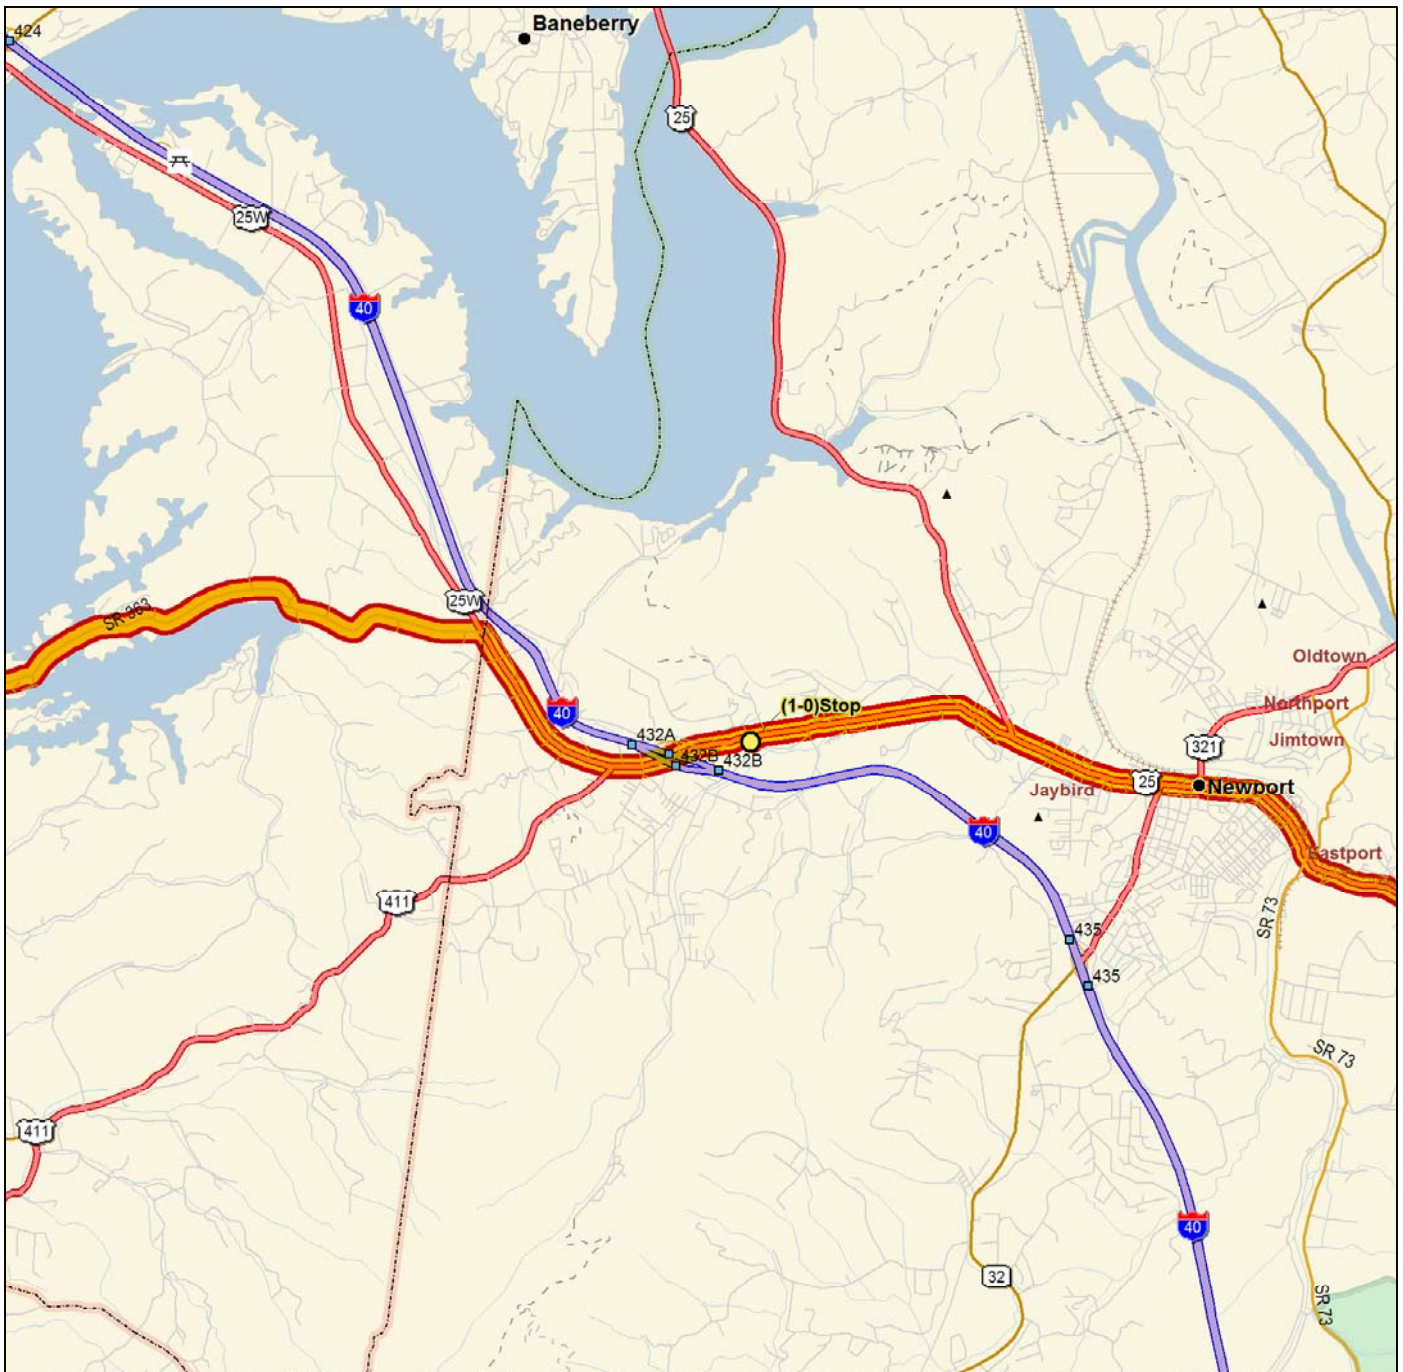 424
Baneberry
25
25W
40
SR 363
25W
40
(1-0)Stop
432A
432B
432B
Oldtown
Northport
Jimtown
321
Jaybird
25
Newport
40
Eastport
411
SR 73
435
435
SR 73
411
40
32
SR 73